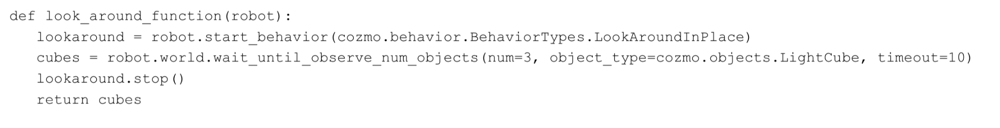 def look_around_function(robot):
lookaround = robot.start_behavior(cozmo.behavior.BehaviorTypes.LookAroundInPlace)
cubes = robot.world.wait_until_observe_num_objects(num=3, object_type=cozmo.objects.LightCube, timeout=10)
lookaround.stop()
return cubes